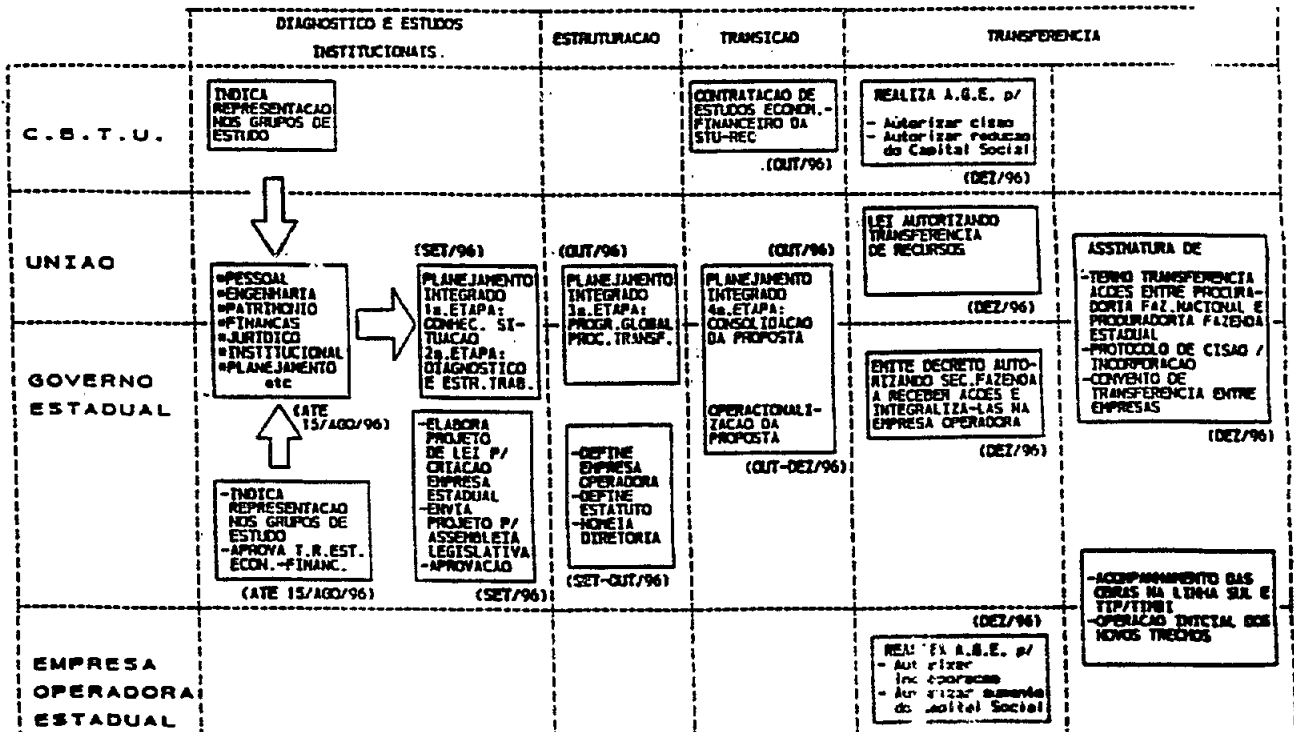 DIAGNOSTICO E ESTUDOS
INSTITUCIONAIS.
ESTRUTURACAO
TRANSICAO
TRANSFERENCIA
C.B.T.U.
INDICA
REPRESENTACAO
NOS GRUPOS DE
ESTUDO
CONTRATACAO DE
ESTUDOS ECONOM.-
FINANCEIRO DA
STU-REC
(OUT/96)
REALIZA A.G.E. p/
- Autorizar cisao
- Autorizar reducao
do Capital Social
(DEZ/96)
UNIAO
GOVERNO
ESTADUAL
*PESSOAL
*ENGENHARIA
*PATRIMONIO
*FINANCAS
*JURIDICO
*INSTITUCIONAL
*PLANEJAMENTO
etc
(ATE
15/AGO/96)
-INDICA
REPRESENTACAO
NOS GRUPOS DE
ESTUDO
-APROVA T.R.EST.
ECON.-FINANC.
(ATE 15/AGO/96)
(SET/96)
PLANEJAMENTO
INTEGRADO
1a.ETAPA:
CONHEC. SI-
TUACAO
2a.ETAPA:
DIAGNOSTICO
E ESTR.TRAB.
-ELABORA
PROJETO
DE LEI P/
CRIACAO
EMPRESA
ESTADUAL
-ENVIA
PROJETO P/
ASSEMBLEIA
LEGISLATIVA
-APROVACAO
(SET/96)
(OUT/96)
PLANEJAMENTO
INTEGRADO
3a.ETAPA:
PROGR.GLOBAL
PROC.TRANSF.
-DEFINE
EMPRESA
OPERADORA
-DEFINE
ESTATUTO
-NOMEIA
DIRETORIA
(SET-OUT/96)
(OUT/96)
PLANEJAMENTO
INTEGRADO
4a.ETAPA:
CONSOLIDACAO
DA PROPOSTA
OPERACIONALI-
ZACAO DA
PROPOSTA
(OUT-DEZ/96)
LEI AUTORIZANDO
TRANSFERENCIA
DE RECURSOS
(DEZ/96)
EMITE DECRETO AUTO-
RIZANDO SEC.FAZENDA
A RECEBER ACOES E
INTEGRALIZA-LAS NA
EMPRESA OPERADORA
(DEZ/96)
ASSINATURA DE
-TERMO TRANSFERENCIA
ACOES ENTRE PROCURA-
DORIA FAZ.NACIONAL E
PROCURADORIA FAZENDA
ESTADUAL
-PROTOCOLO DE CISAO /
INCORPORACAO
-CONVENIO DE
TRANSFERENCIA ENTRE
EMPRESAS
(DEZ/96)
-ACOMPANHAMENTO DAS
OBRAS NA LINHA SUL E
TIP/TIMBI
-OPERACAO INICIAL DOS
NOVOS TRECHOS
EMPRESA
OPERADORA
ESTADUAL
(DEZ/96)
A.G.E. p/
- Autorizar
- Autorizar aumento
do Capital Social